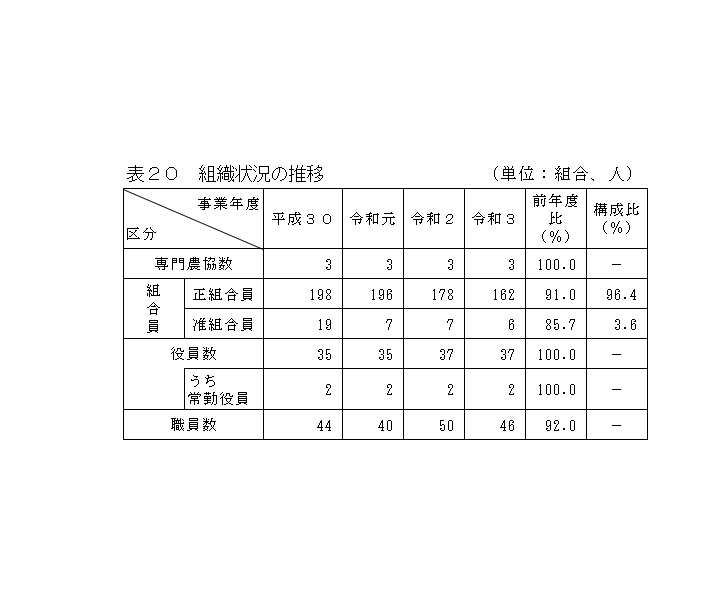 表２０　組織状況の推移　（単位：組合、人）
区分　事業年度　平成３０　令和元　令和２　令和３　前年度比（％）　構成比（％）
専門農協数　3　3　3　3　100.0　－
組合員　正組合員　198　196　178　162　91.0　96.4
准組合員　19　7　7　6　85.7　3.6
役員数　35　35　37　37　100.0　－
うち常勤役員　2　2　2　2　100.0　－
職員数　44　40　50　46　92.0　－